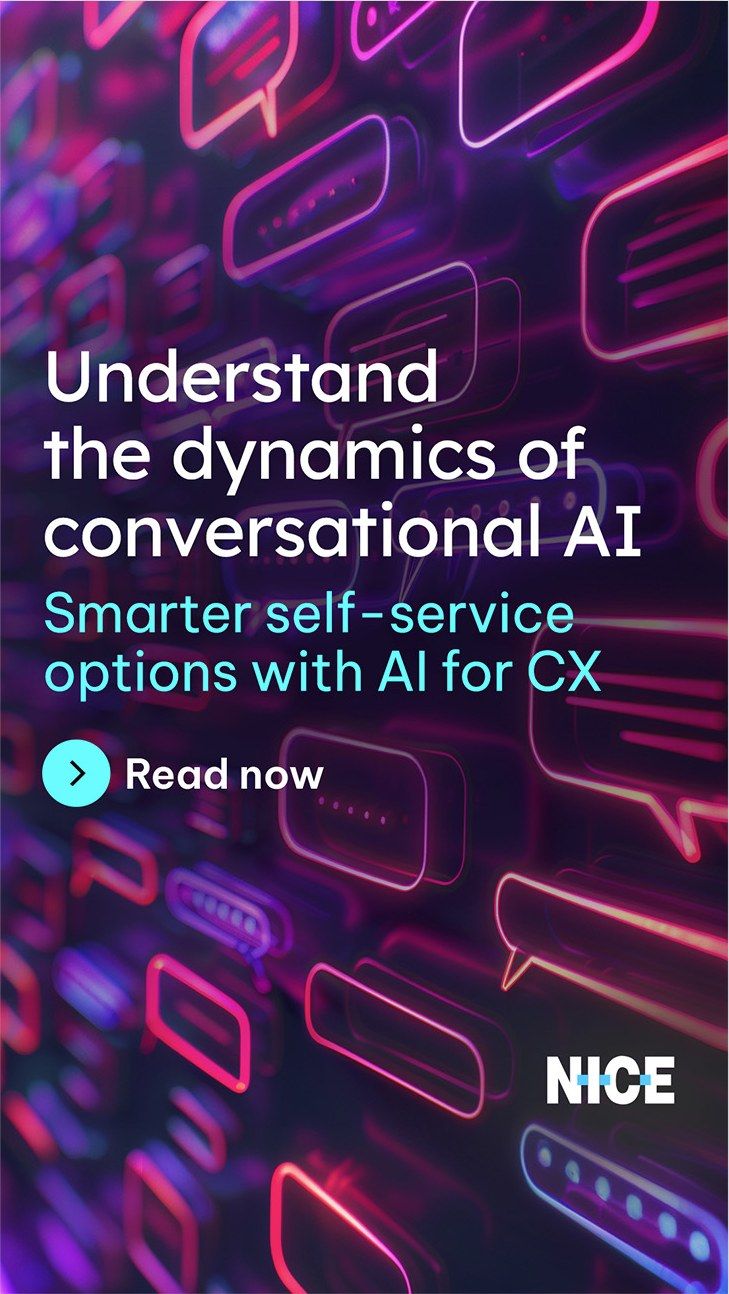 Understand
the dynamics of
conversational AI
Smarter self-service
options with AI for CX
Read now
NICE